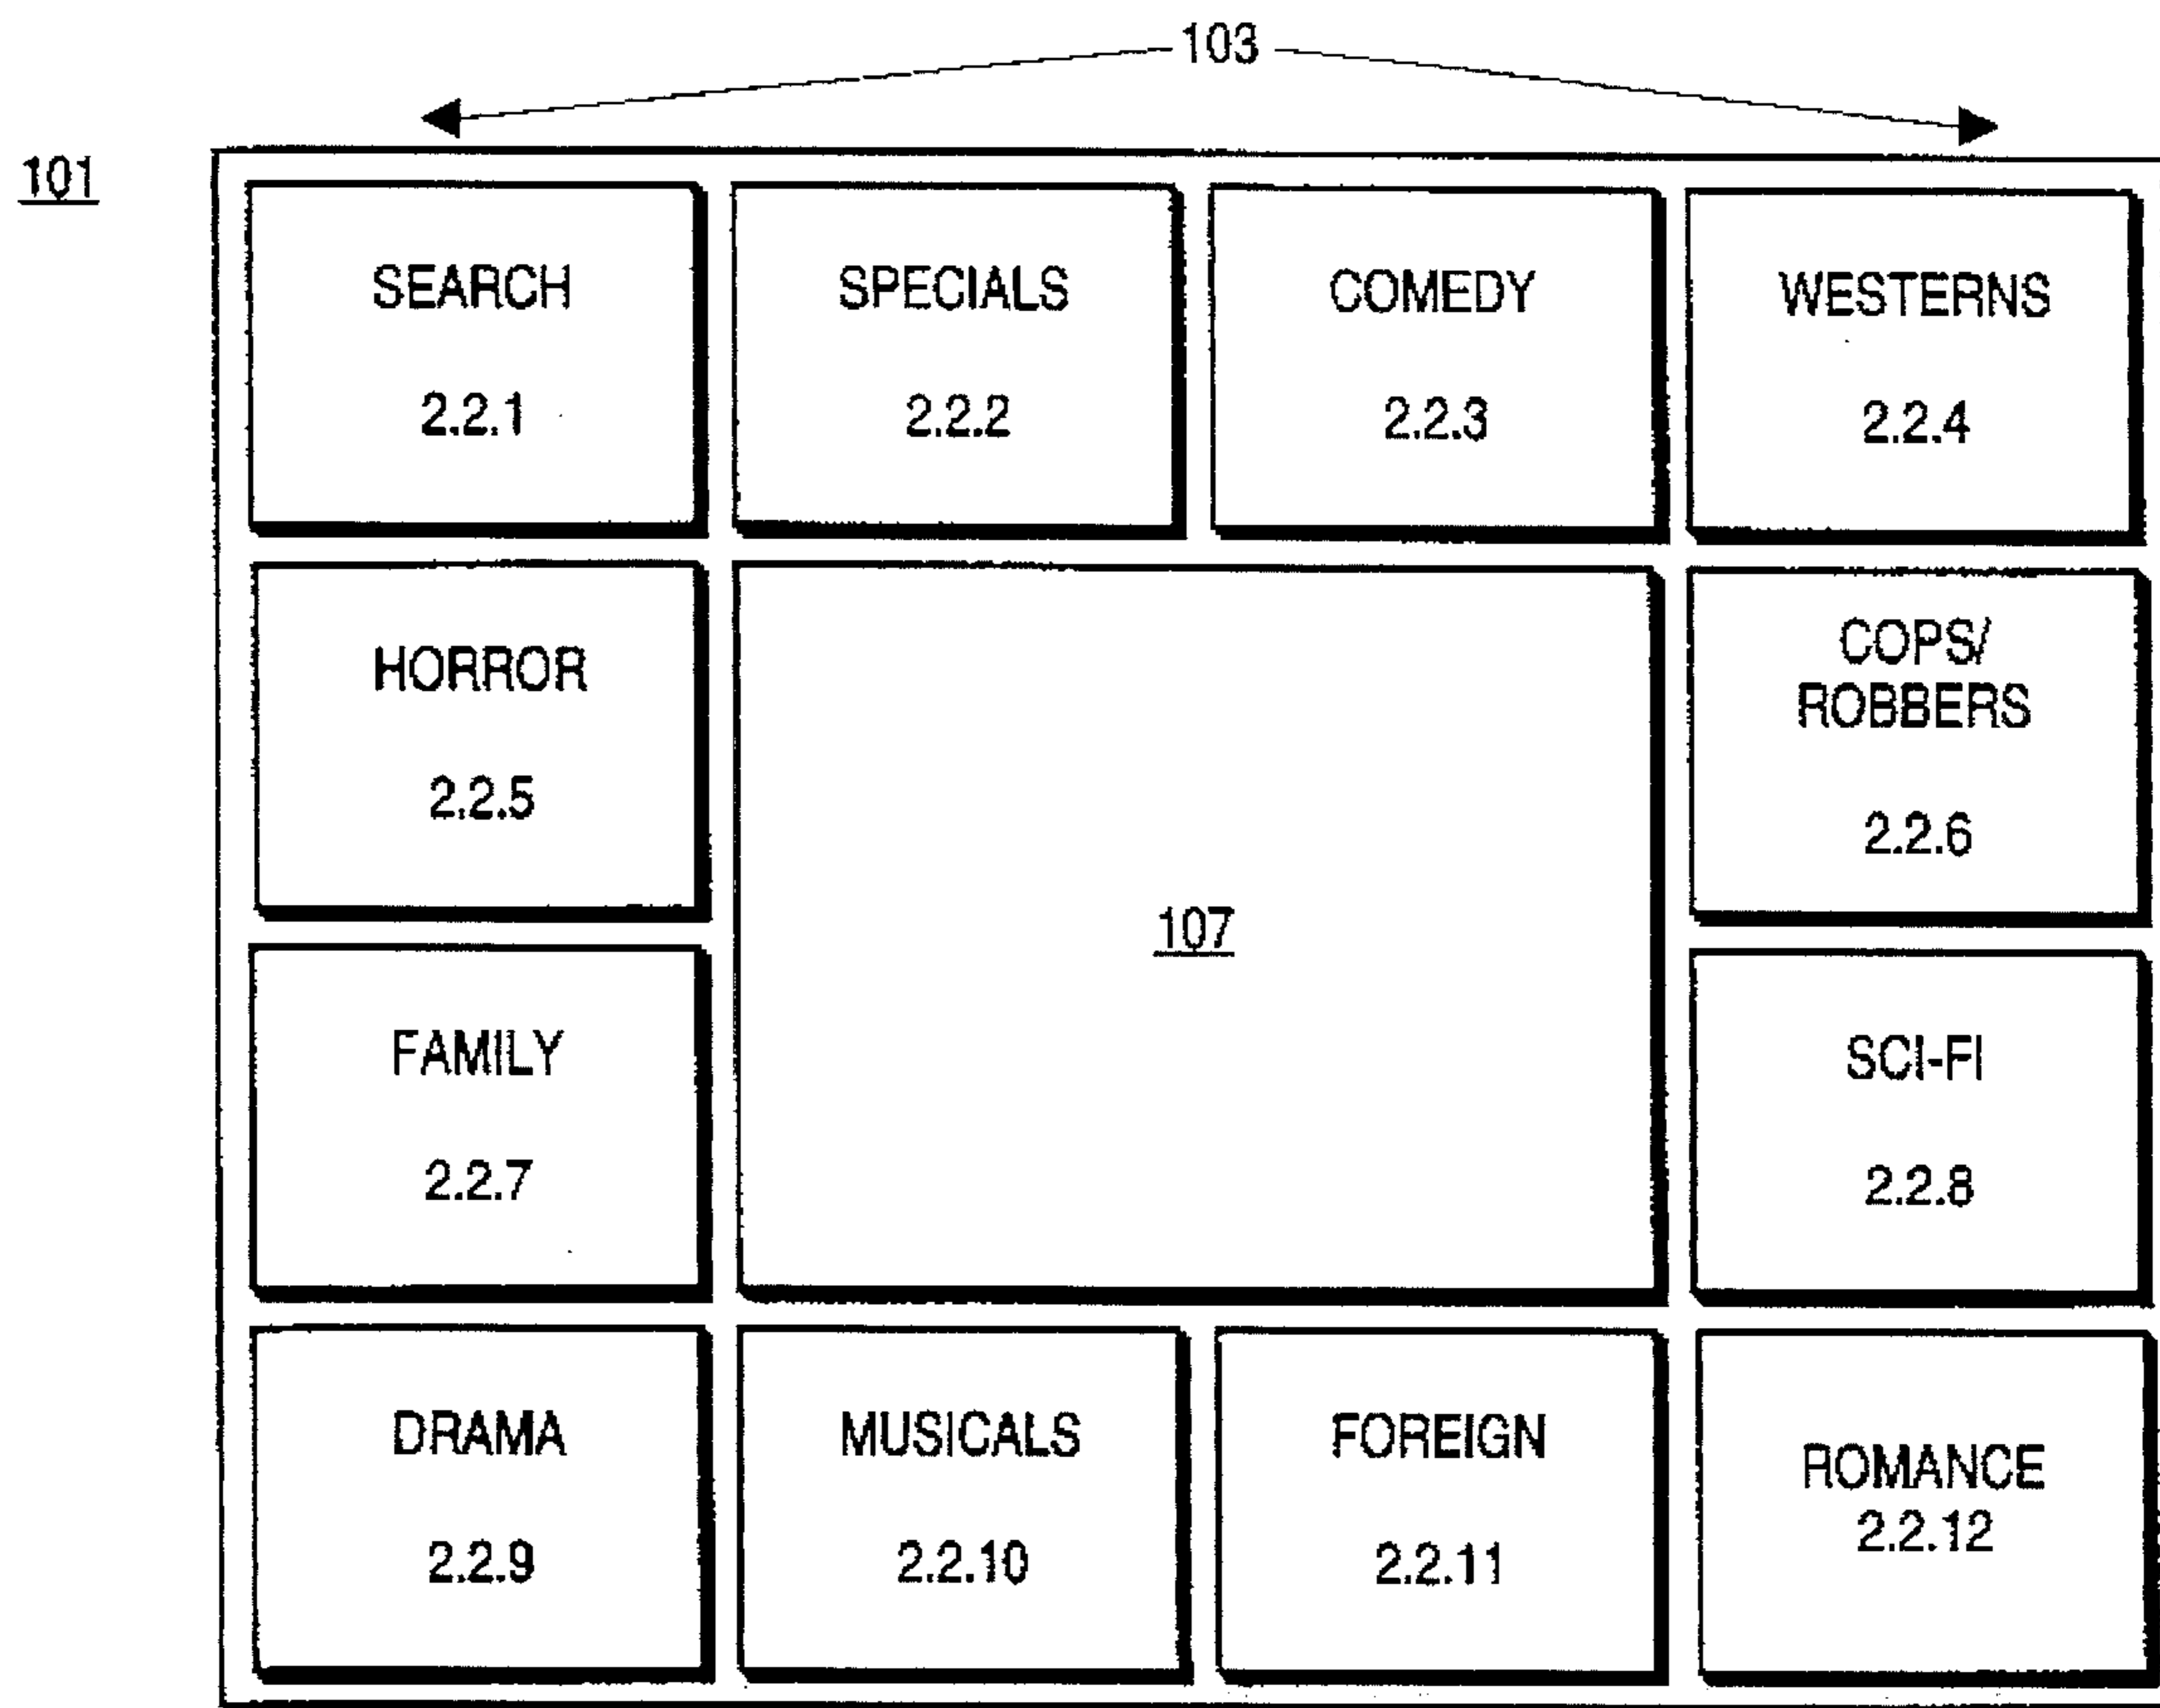 103
101
SEARCH
2.2.1
SPECIALS
2.2.2
COMEDY
2.2.3
WESTERNS
2.2.4
HORROR
2.2.5
107
COPS/
ROBBERS
2.2.6
FAMILY
2.2.7
SCI-FI
2.2.8
DRAMA
2.2.9
MUSICALS
2.2.10
FOREIGN
2.2.11
ROMANCE
2.2.12